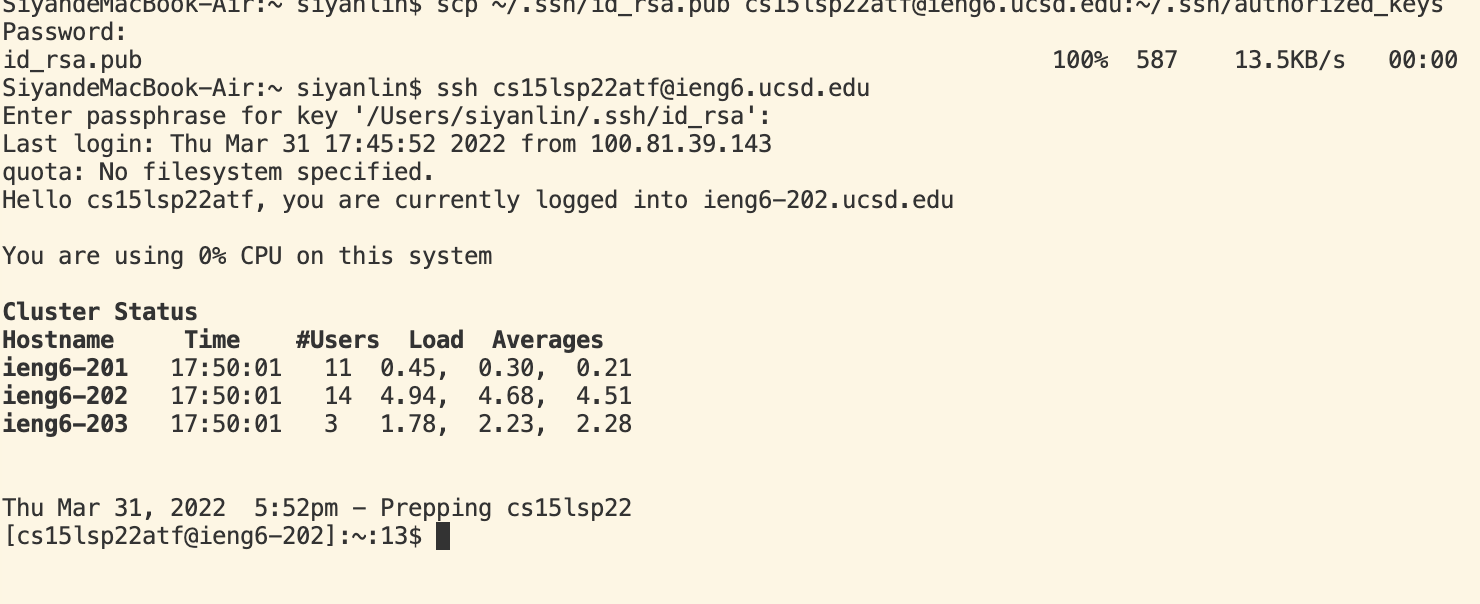 SiyandeMacBook-Air:~ siyanlin$ scp ~/.ssh/id_rsa.pub cs15lsp22atf@ieng6.ucsd.edu:~/.ssh/authorized_keys
Password:
id_rsa.pub 100% 587 13.5KB/s 00:00
SiyandeMacBook-Air:~ siyanlin$ ssh cs15lsp22atf@ieng6.ucsd.edu
Enter passphrase for key '/Users/siyanlin/.ssh/id_rsa':
Last login: Thu Mar 31 17:45:52 2022 from 100.81.39.143
quota: No filesystem specified.
Hello cs15lsp22atf, you are currently logged into ieng6-202.ucsd.edu
You are using 0% CPU on this system
Cluster Status
Hostname Time #Users Load Averages
ieng6-201 17:50:01 11 0.45, 0.30, 0.21
ieng6-202 17:50:01 14 4.94, 4.68, 4.51
ieng6-203 17:50:01 3 1.78, 2.23, 2.28
Thu Mar 31, 2022 5:52pm - Prepping cs15lsp22
[cs15lsp22atf@ieng6-202]:~:13$